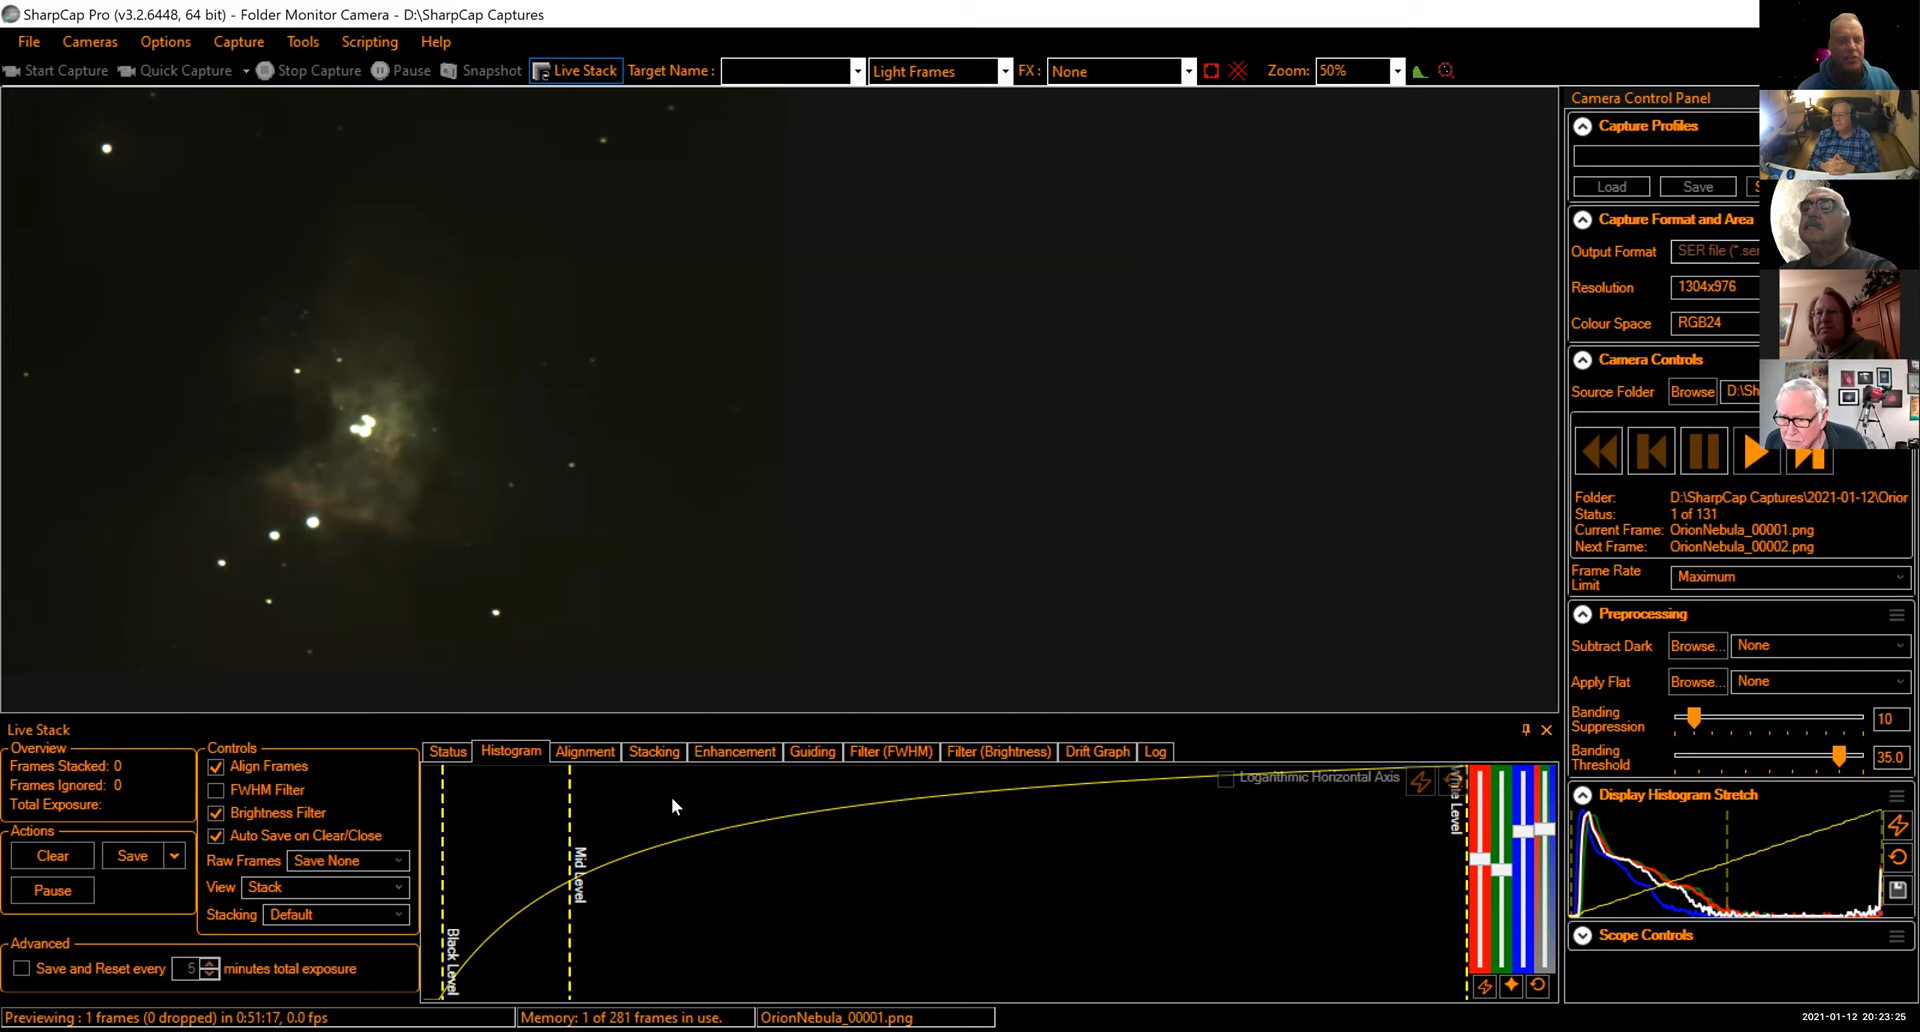 SharpCap Pro (v3.2.6448, 64 bit) - Folder Monitor Camera - D:\SharpCap Captures
File Cameras Options Capture Tools Scripting Help
Start Capture Quick Capture Stop Capture Pause Snapshot Live Stack Target Name : Light Frames FX : None Zoom: 50%
Camera Control Panel
Capture Profiles
Load Save
Capture Format and Area
Output Format SER file (*.ser
Resolution 1304x976
Colour Space RGB24
Camera Controls
Source Folder Browse D:\Sh
Folder: D:\SharpCap Captures\2021-01-12\Orior
Status: 1 of 131
Current Frame: OrionNebula_00001.png
Next Frame: OrionNebula_00002.png
Frame Rate Limit Maximum
Preprocessing
Subtract Dark Browse... None
Apply Flat Browse... None
Banding Suppression 10
Banding Threshold 35.0
Display Histogram Stretch
Scope Controls
Live Stack
Overview
Frames Stacked: 0
Frames Ignored: 0
Total Exposure:
Actions
Clear Save
Pause
Controls
Align Frames
FWHM Filter
Brightness Filter
Auto Save on Clear/Close
Raw Frames Save None
View Stack
Stacking Default
Advanced
Save and Reset every 5 minutes total exposure
Status Histogram Alignment Stacking Enhancement Guiding Filter (FWHM) Filter (Brightness) Drift Graph Log
Logarithmic Horizontal Axis
Black Level
Mid Level
White Level
Previewing : 1 frames (0 dropped) in 0:51:17, 0.0 fps Memory: 1 of 281 frames in use. OrionNebula_00001.png
2021-01-12 20:23:25